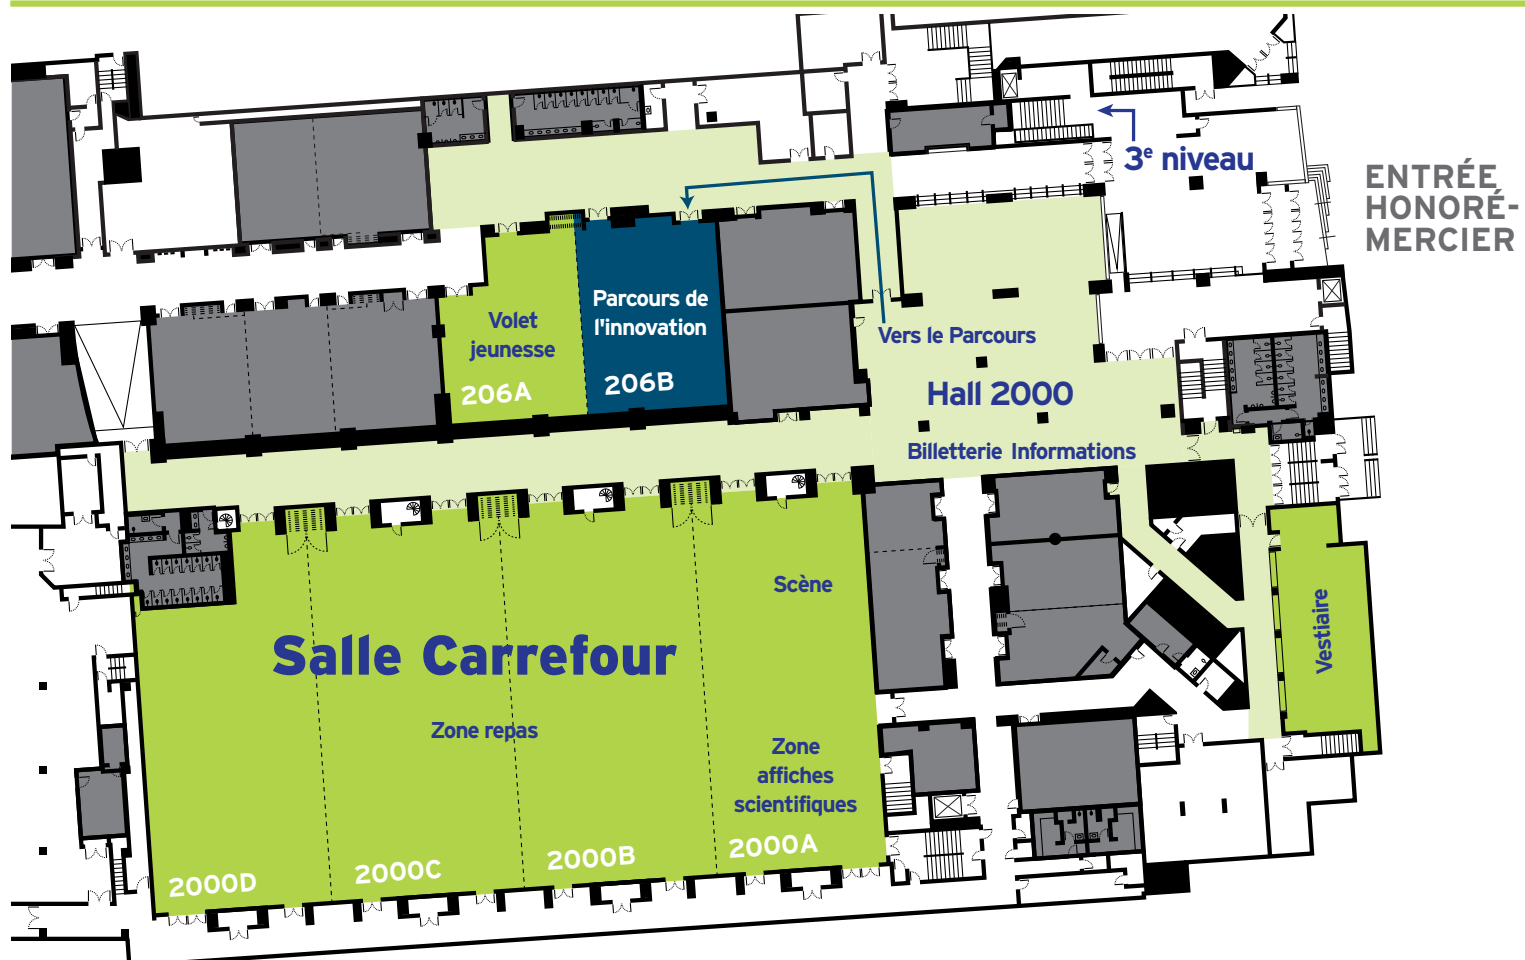 3e niveau
ENTRÉE
HONORÉ-
MERCIER
Parcours de
l'innovation
206B
Volet
jeunesse
206A
Vers le Parcours
Hall 2000
Billetterie Informations
Scène
Salle Carrefour
Vestiaire
Zone repas
Zone
affiches
scientifiques
2000D
2000C
2000B
2000A